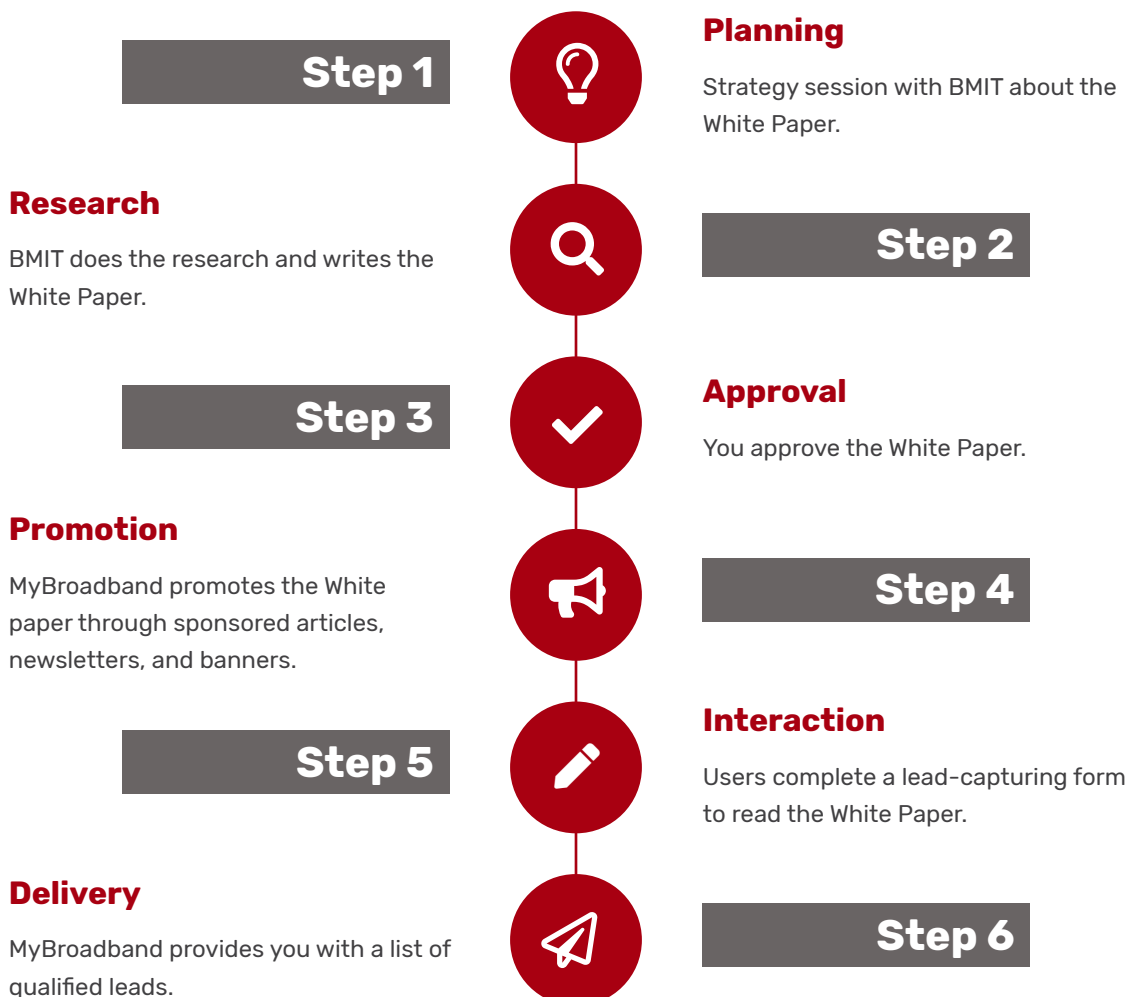 Step 1
Planning
Strategy session with BMIT about the
White Paper.
Research
BMIT does the research and writes the
White Paper.
Step 2
Step 3
Approval
You approve the White Paper.
Promotion
MyBroadband promotes the White
paper through sponsored articles,
newsletters, and banners.
Step 4
Step 5
Interaction
Users complete a lead-capturing form
to read the White Paper.
Delivery
MyBroadband provides you with a list of
qualified leads.
Step 6